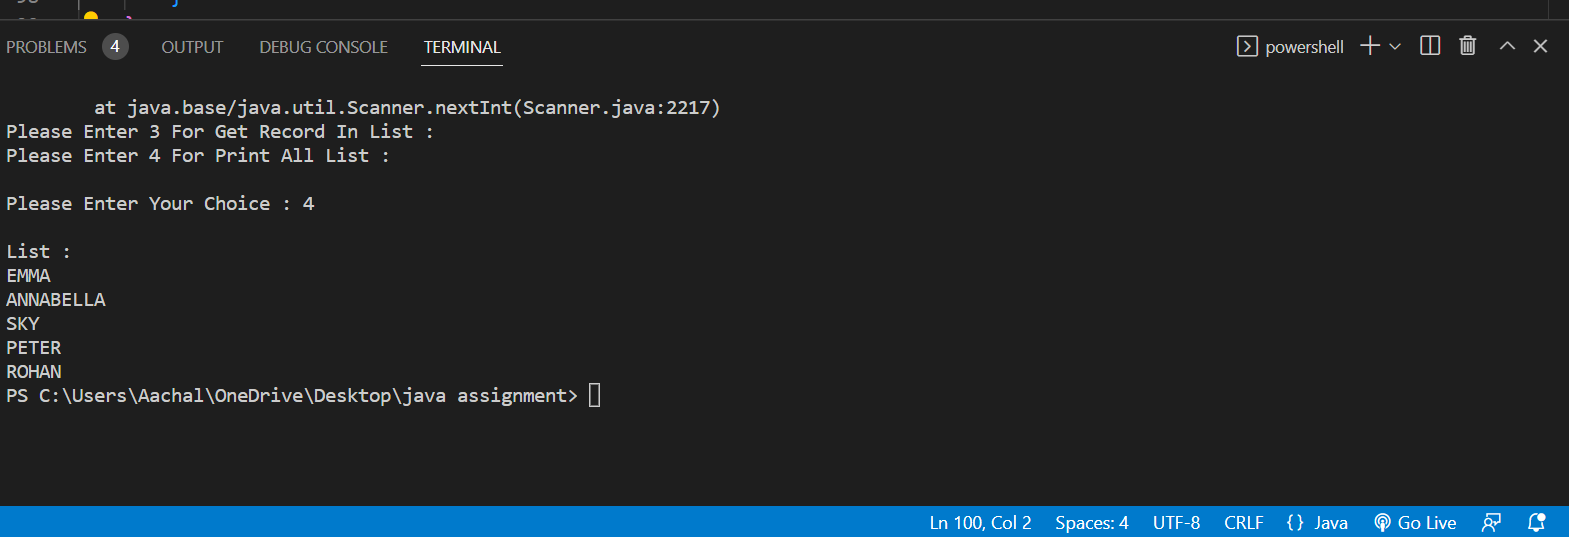 PROBLEMS 4 OUTPUT DEBUG CONSOLE TERMINAL powershell
at java.base/java.util.Scanner.nextInt(Scanner.java:2217)
Please Enter 3 For Get Record In List :
Please Enter 4 For Print All List :
Please Enter Your Choice : 4
List :
EMMA
ANNABELLA
SKY
PETER
ROHAN
PS C:\Users\Aachal\OneDrive\Desktop\java assignment>
Ln 100, Col 2 Spaces: 4 UTF-8 CRLF {} Java Go Live